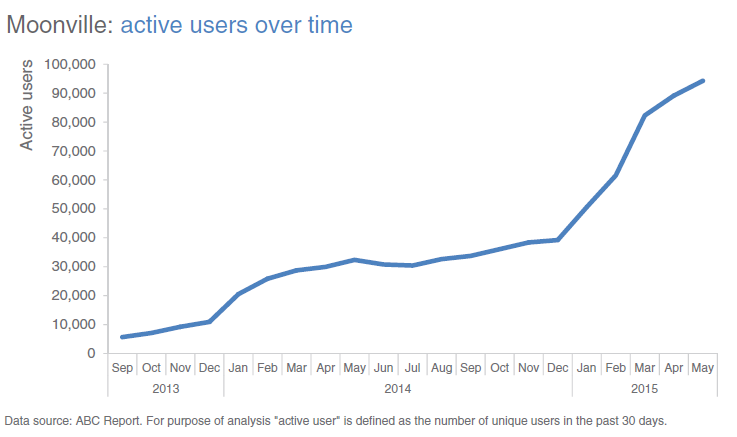 Moonville: active users over time
Active users
100,000
90,000
80,000
70,000
60,000
50,000
40,000
30,000
20,000
10,000
0
Sep Oct Nov Dec Jan Feb Mar Apr May Jun Jul Aug Sep Oct Nov Dec Jan Feb Mar Apr May
2013 2014 2015
Data source: ABC Report. For purpose of analysis "active user" is defined as the number of unique users in the past 30 days.